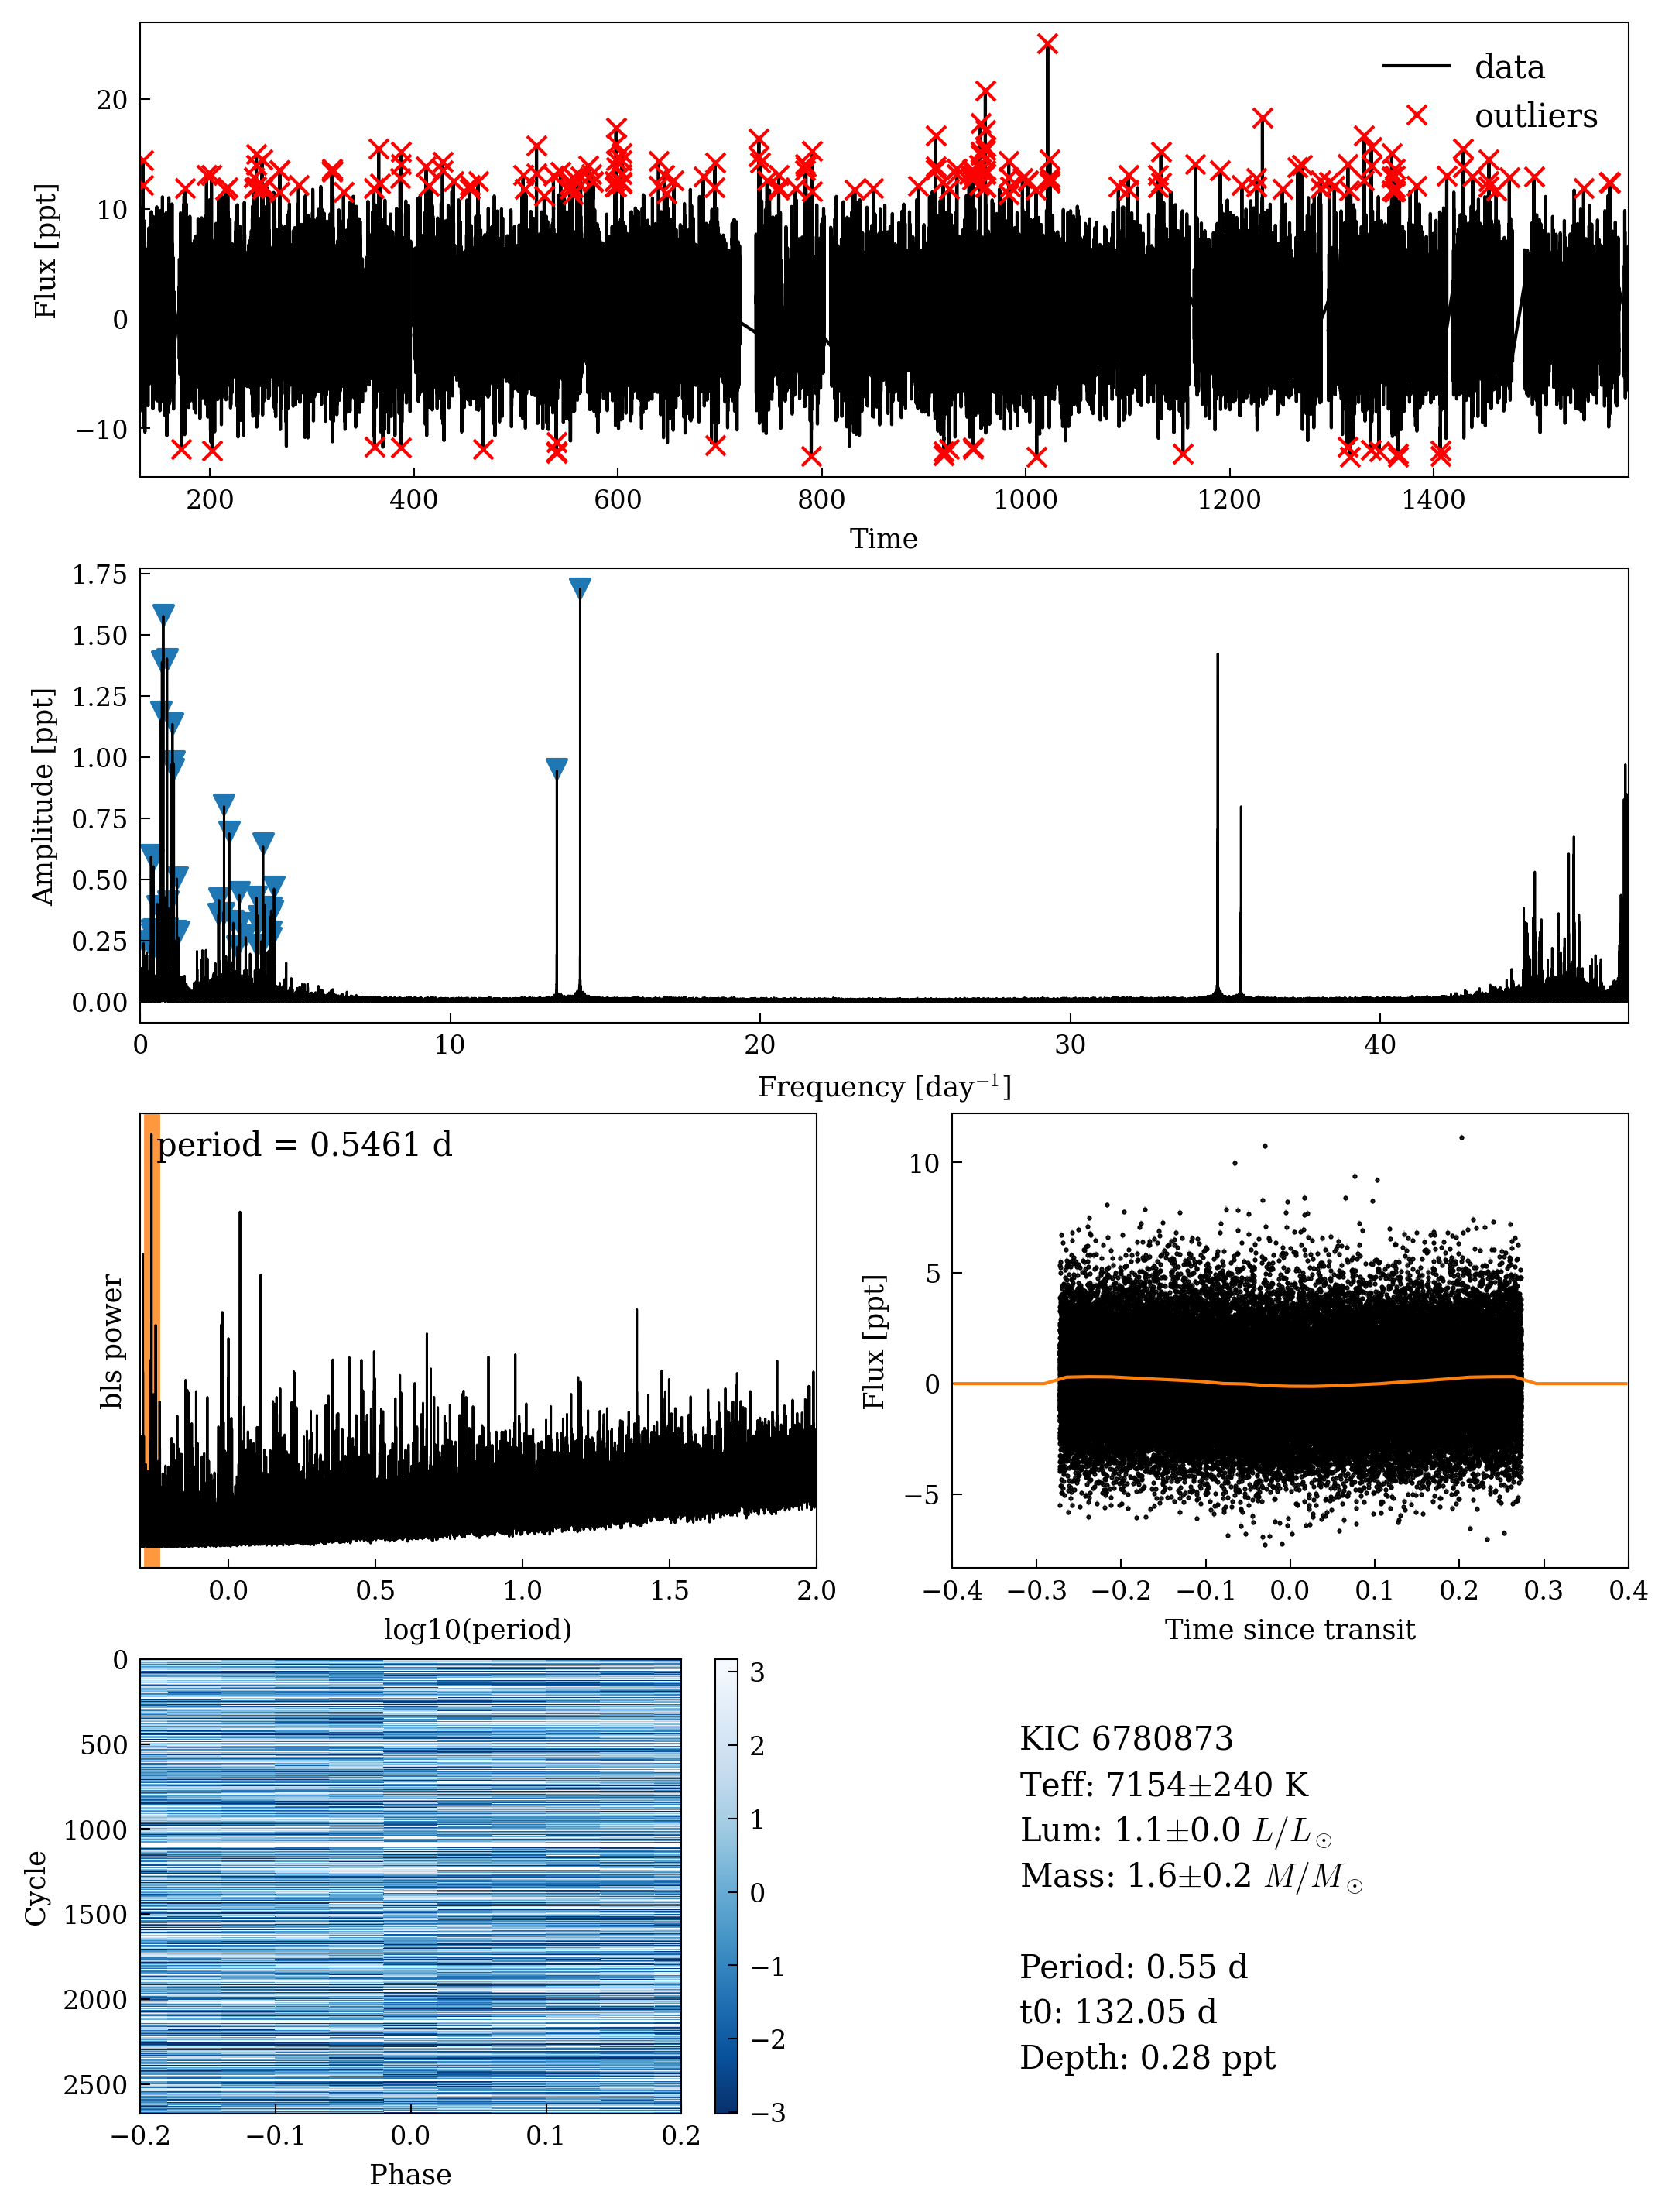 data
outliers
20
10
0
−10
Flux [ppt]
200 400 600 800 1000 1200 1400
Time
1.75
1.50
1.25
1.00
0.75
0.50
0.25
0.00
Amplitude [ppt]
0 10 20 30 40
Frequency [day⁻¹]
period = 0.5461 d
bls power
0.0 0.5 1.0 1.5 2.0
log10(period)
10
5
0
−5
Flux [ppt]
−0.4 −0.3 −0.2 −0.1 0.0 0.1 0.2 0.3 0.4
Time since transit
0
500
1000
1500
2000
2500
Cycle
−0.2 −0.1 0.0 0.1 0.2
Phase
3
2
1
0
−1
−2
−3
KIC 6780873
Teff: 7154±240 K
Lum: 1.1±0.0 L/L⊙
Mass: 1.6±0.2 M/M⊙
Period: 0.55 d
t0: 132.05 d
Depth: 0.28 ppt